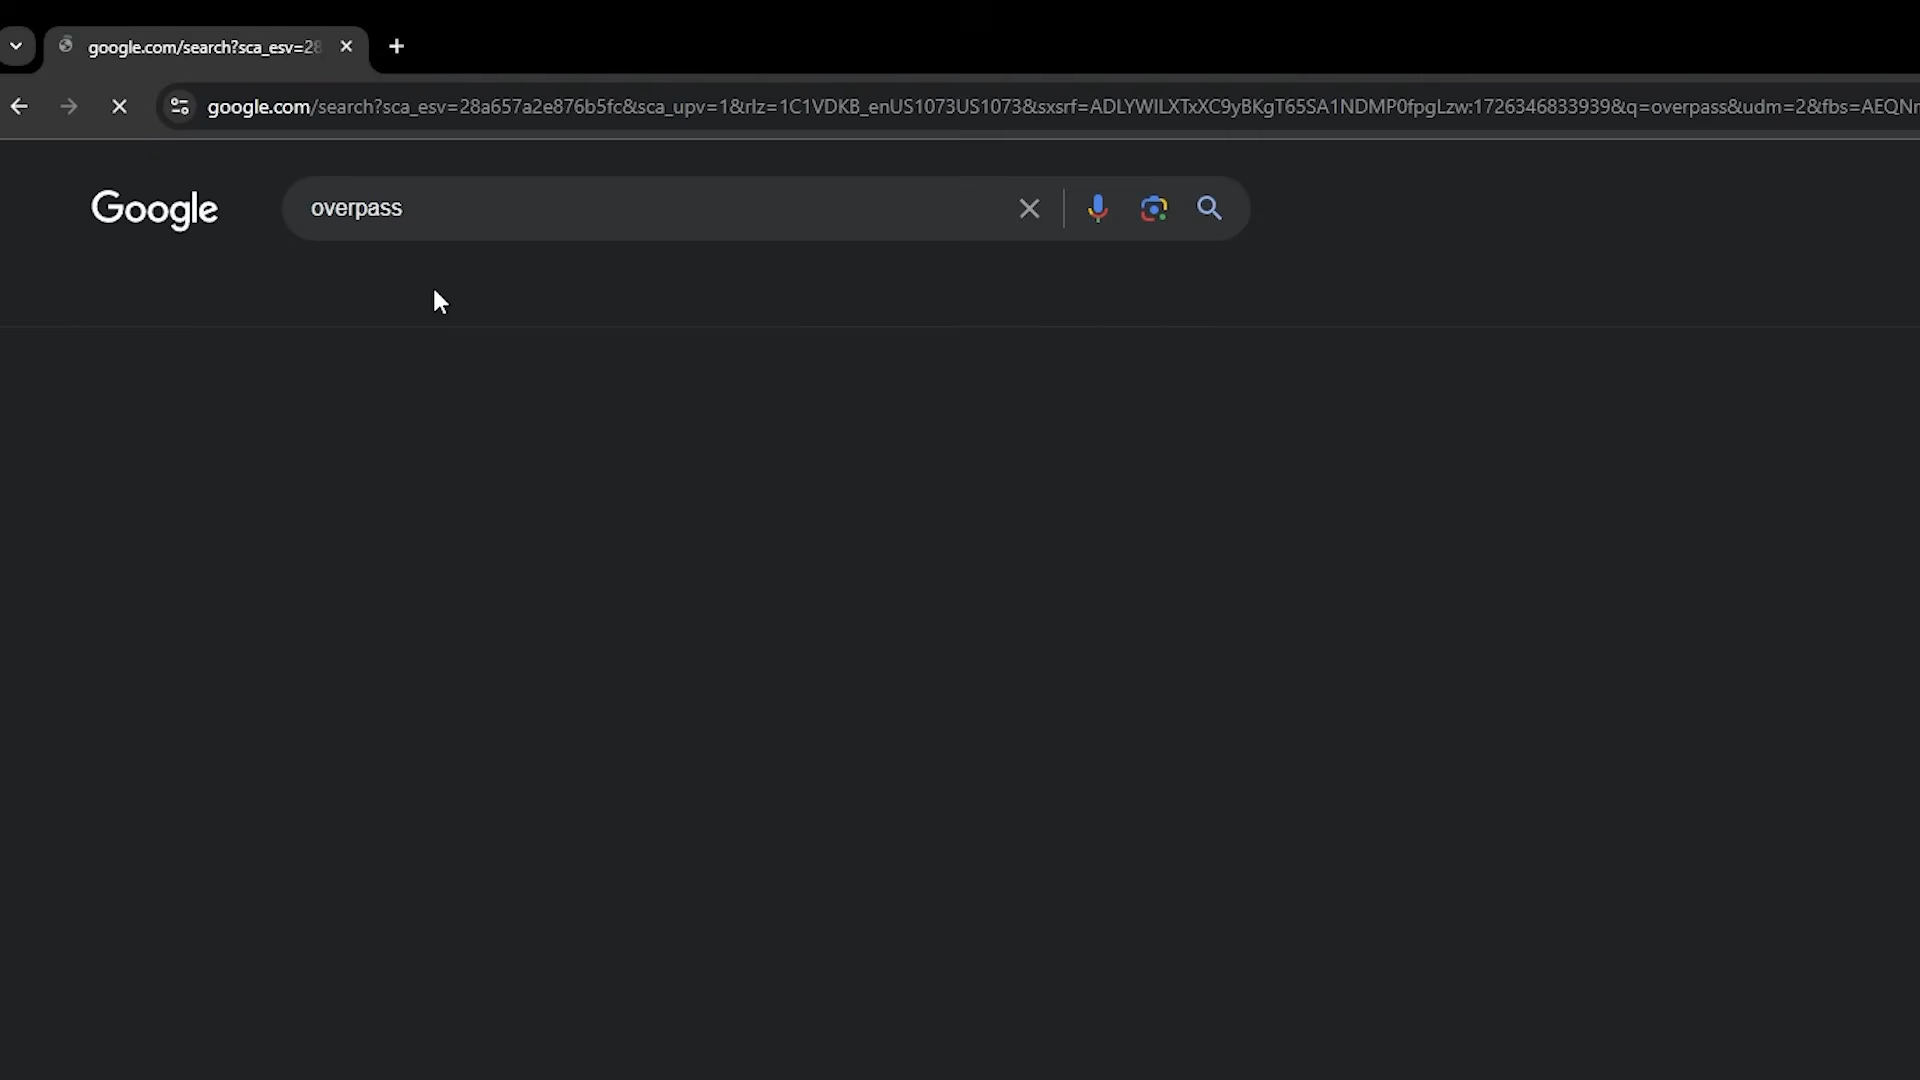 google.com/search?sca_esv=28
google.com/search?sca_esv=28a657a2e876b5fc&sca_upv=1&rlz=1C1VDKB_enUS1073US1073&sxsrf=ADLYWILXTxXC9yBKgT65SA1NDMP0fpgLzw:1726346833939&q=overpass&udm=2&fbs=AEQNr
Google
overpass